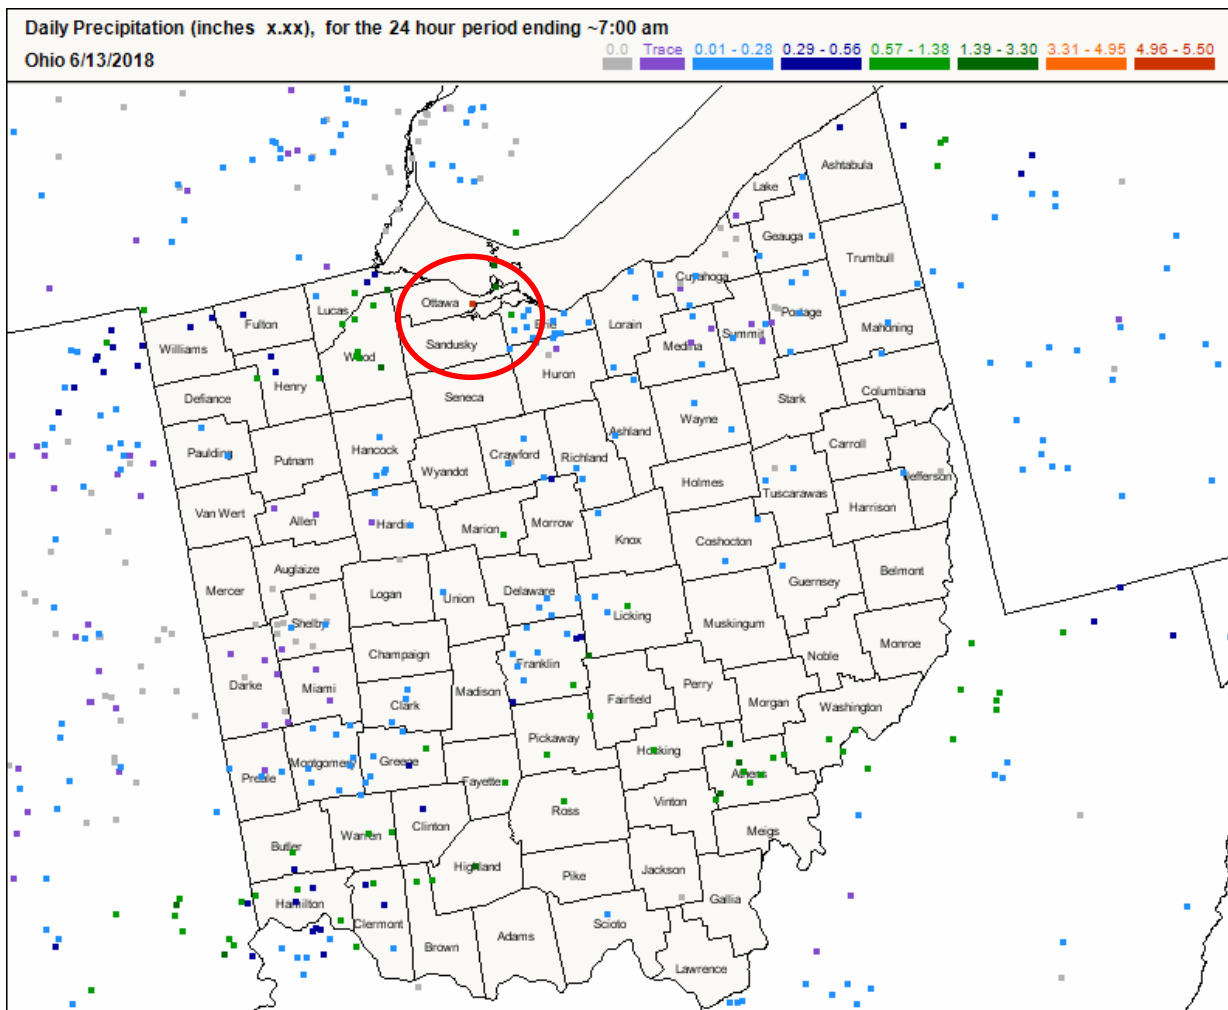 Daily Precipitation (inches x.xx), for the 24 hour period ending ~7:00 am
Ohio 6/13/2018
0.0 Trace 0.01 - 0.28 0.29 - 0.56 0.57 - 1.38 1.39 - 3.30 3.31 - 4.95 4.96 - 5.50
Ashtabula
Lake
Geauga
Trumbull
Cuyahoga
Ottawa
Lucas
Fulton
Erie
Lorain
Portage
Mahoning
Williams
Wood
Sandusky
Medina
Summit
Huron
Henry
Defiance
Seneca
Stark
Columbiana
Wayne
Ashland
Carroll
Paulding
Putnam
Hancock
Wyandot
Crawford
Richland
Holmes
Tuscarawas
Jefferson
Harrison
Van Wert
Allen
Hardin
Marion
Morrow
Knox
Coshocton
Auglaize
Belmont
Guernsey
Mercer
Logan
Union
Delaware
Licking
Muskingum
Shelby
Monroe
Noble
Champaign
Franklin
Darke
Miami
Madison
Perry
Fairfield
Morgan
Washington
Clark
Pickaway
Hocking
Athens
Preble
Montgomery
Greene
Fayette
Vinton
Ross
Clinton
Warren
Meigs
Butler
Highland
Pike
Jackson
Gallia
Hamilton
Clermont
Scioto
Adams
Brown
Lawrence